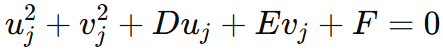 $u_j^2 + v_j^2 + Du_j + Ev_j + F = 0$